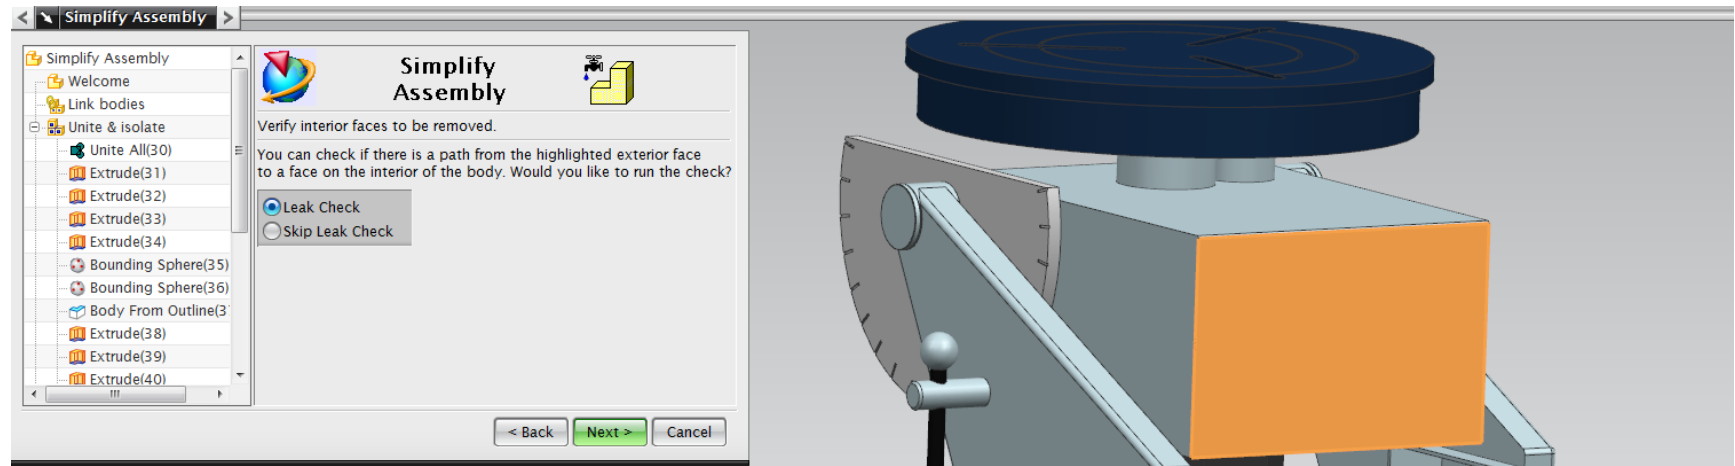 Simplify Assembly
Simplify Assembly
Welcome
Link bodies
Unite & isolate
Unite All(30)
Extrude(31)
Extrude(32)
Extrude(33)
Extrude(34)
Bounding Sphere(35)
Bounding Sphere(36)
Body From Outline(3
Extrude(38)
Extrude(39)
Extrude(40)
Simplify
Assembly
Verify interior faces to be removed.
You can check if there is a path from the highlighted exterior face
to a face on the interior of the body. Would you like to run the check?
Leak Check
Skip Leak Check
< Back Next > Cancel